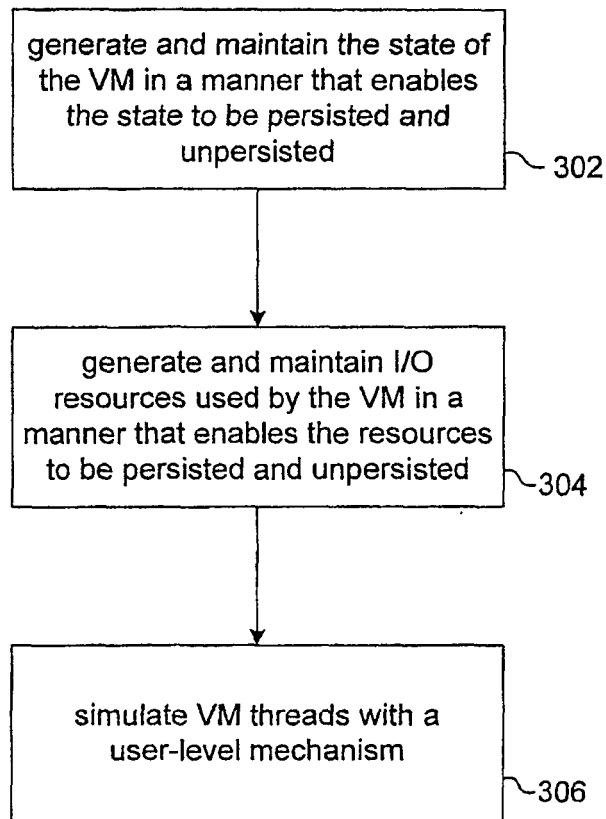 generate and maintain the state of
the VM in a manner that enables
the state to be persisted and
unpersisted
302
generate and maintain I/O
resources used by the VM in a
manner that enables the resources
to be persisted and unpersisted
304
simulate VM threads with a
user-level mechanism
306